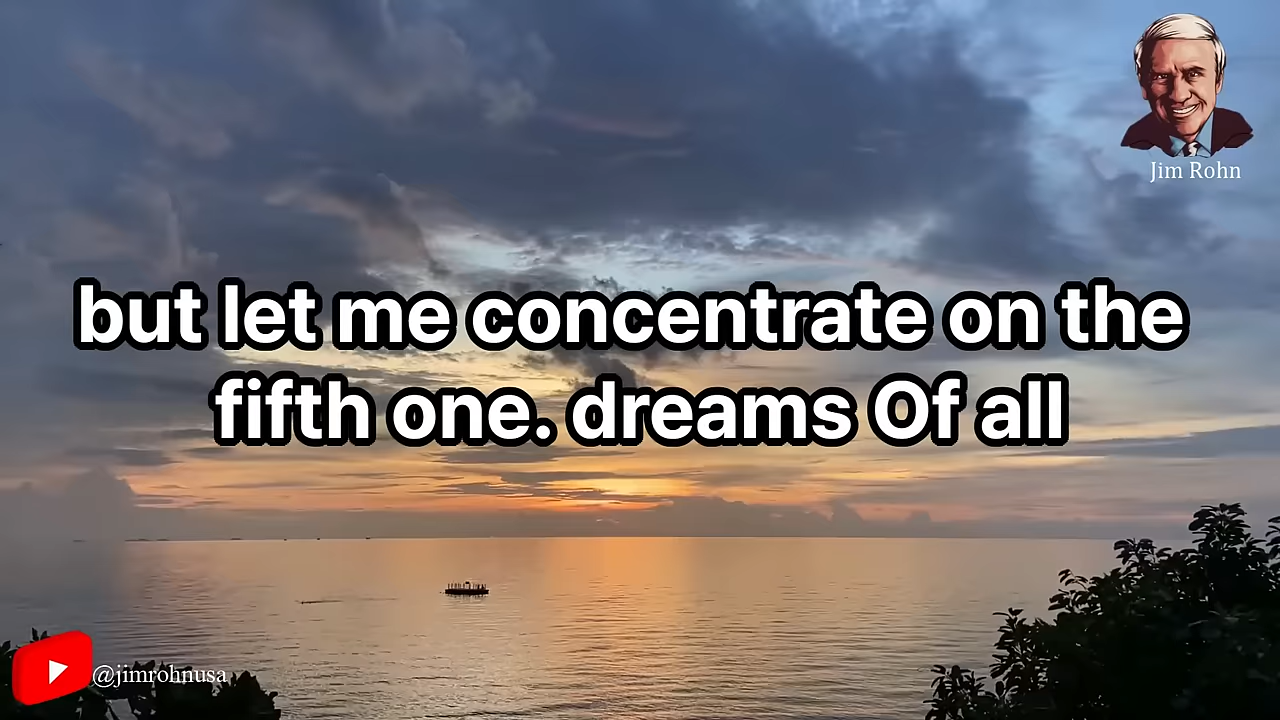 Jim Rohn
but let me concentrate on the
fifth one. dreams Of all
@jimrohnusa